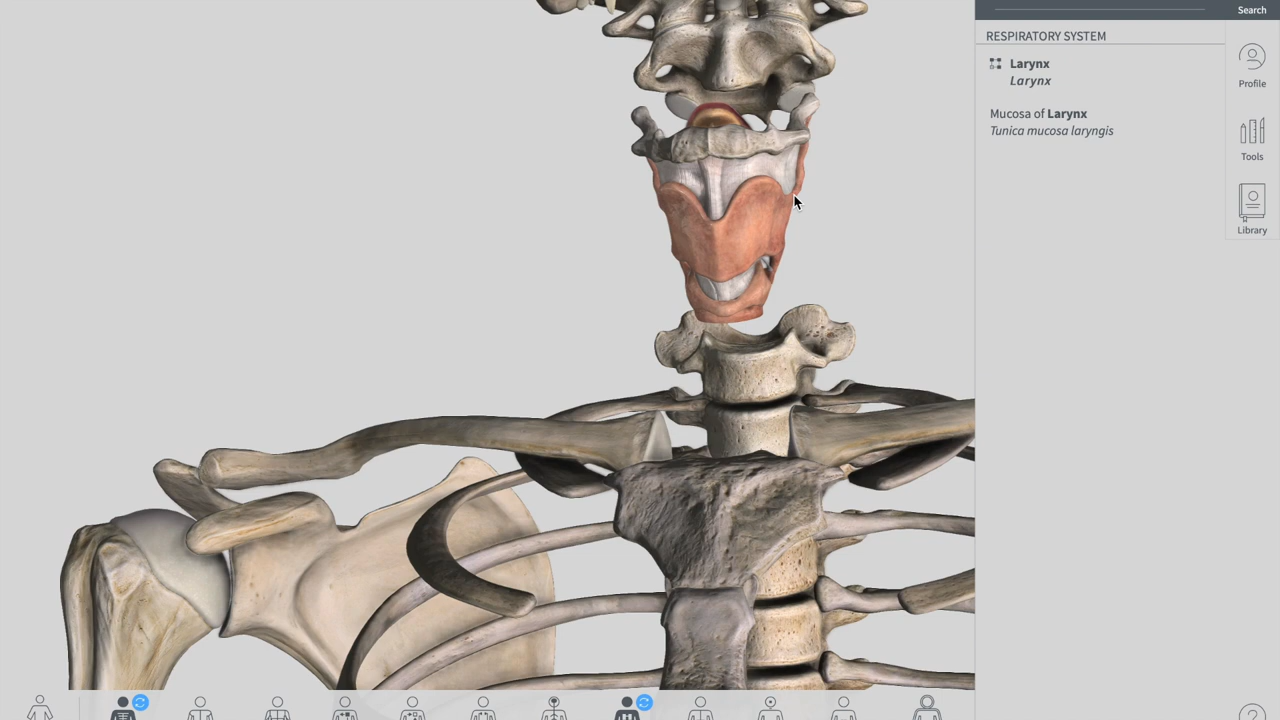 Search
RESPIRATORY SYSTEM
Larynx
Larynx
Profile
Mucosa of Larynx
Tunica mucosa laryngis
Tools
Library